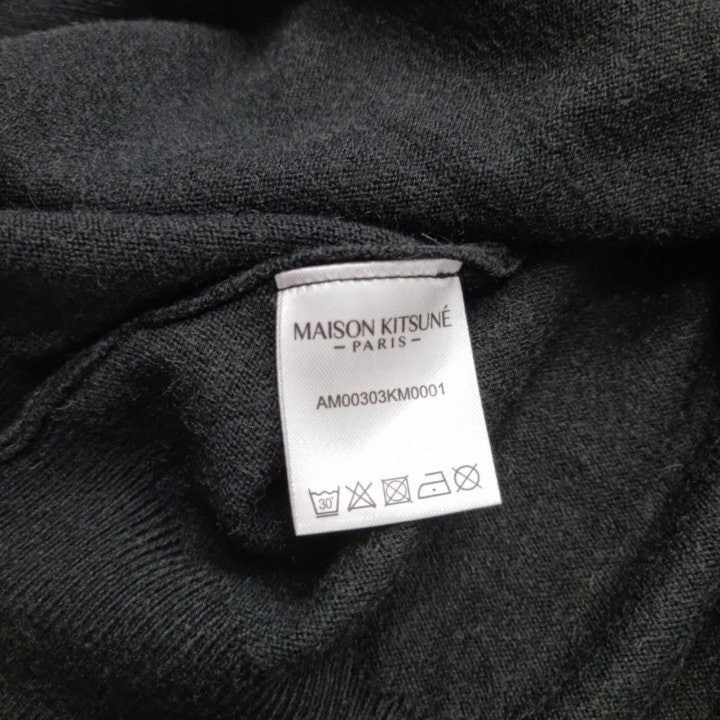 MAISON KITSUNÉ
- PARIS -
AM00303KM0001
30°